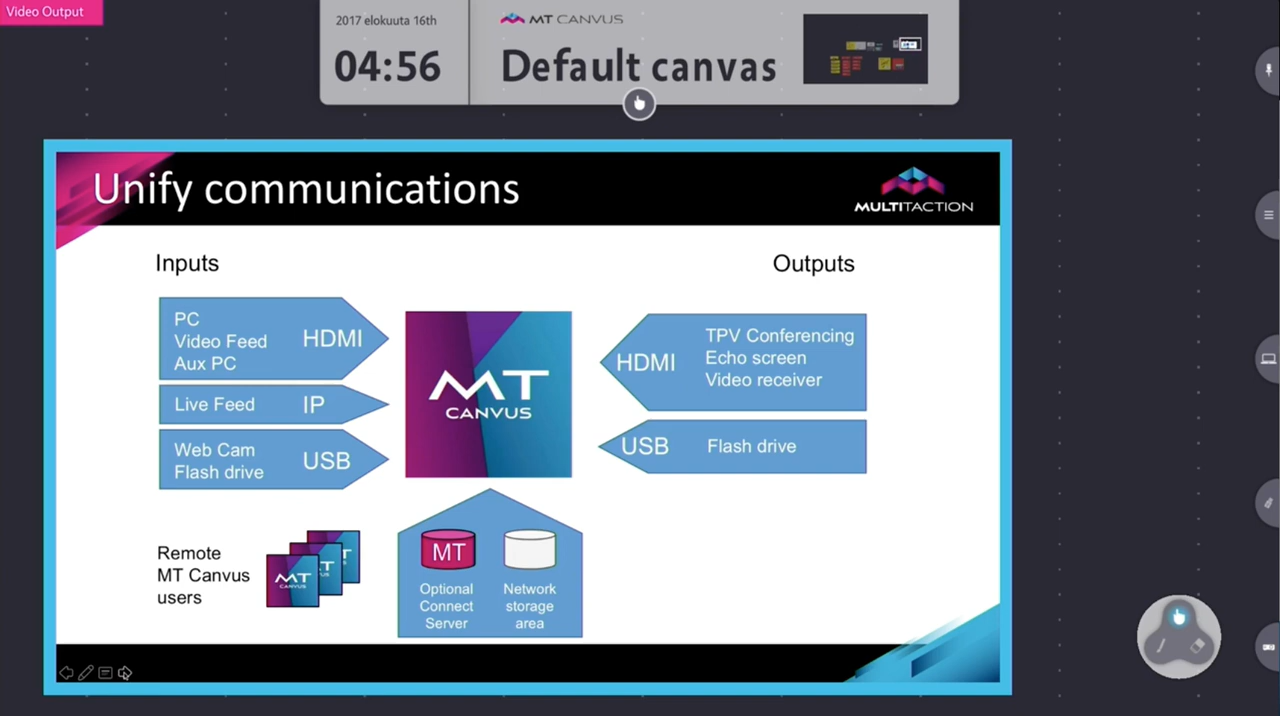 Video Output
2017 elokuuta 16th
04:56
MT CANVUS
Default canvas
Unify communications
MULTITACTION
Inputs
Outputs
PC
Video Feed
Aux PC
HDMI
Live Feed
IP
Web Cam
Flash drive
USB
MT
CANVUS
HDMI
TPV Conferencing
Echo screen
Video receiver
USB
Flash drive
Remote
MT Canvus
users
MT
CANVUS
T
T
MT
Optional
Connect
Server
Network
storage
area